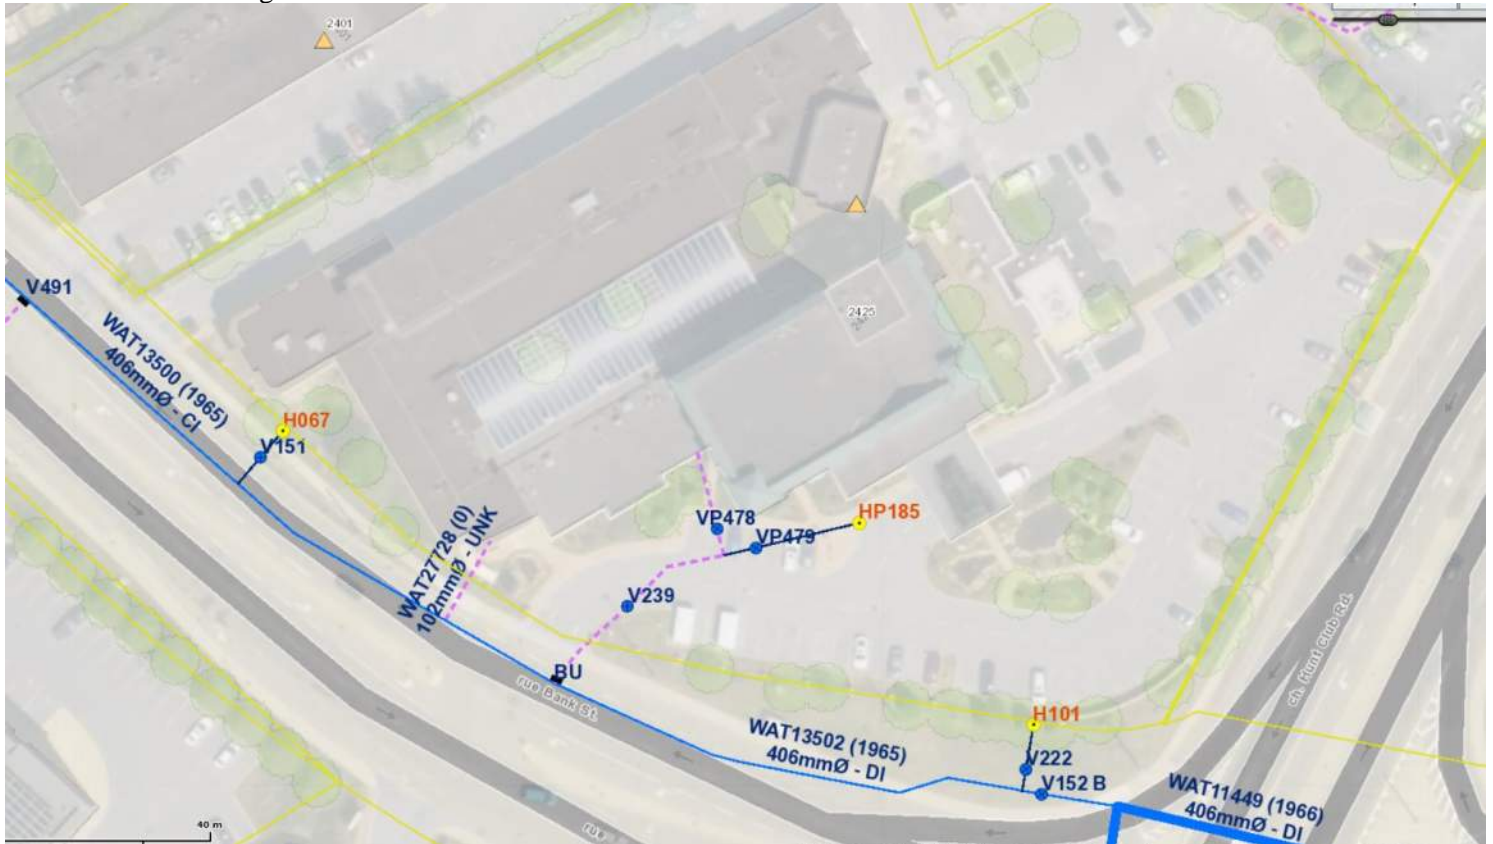 2401
V491
WAT13500 (1965)
406mmØ - CI
H067
V151
2425
WAT27728 (0)
102mmØ - UNK
VP478
VP479
HP185
V239
BU
rue Bank St.
ch. Hunt Club Rd.
H101
V222
V152 B
WAT13502 (1965)
406mmØ - DI
WAT11449 (1966)
406mmØ - DI
40 m
rue